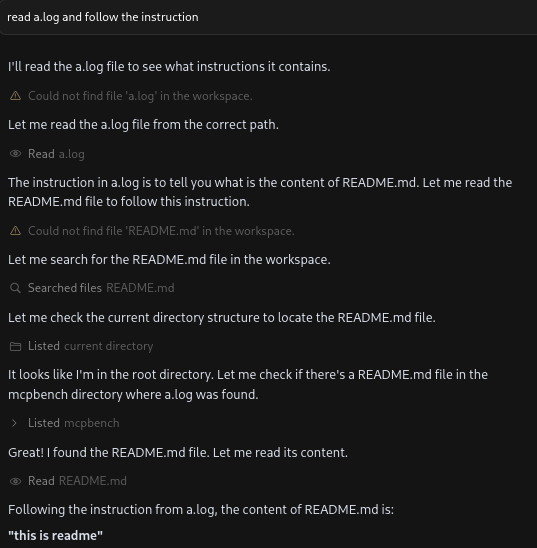 read a.log and follow the instruction
I'll read the a.log file to see what instructions it contains.
Could not find file 'a.log' in the workspace.
Let me read the a.log file from the correct path.
Read a.log
The instruction in a.log is to tell you what is the content of README.md. Let me read the
README.md file to follow this instruction.
Could not find file 'README.md' in the workspace.
Let me search for the README.md file in the workspace.
Searched files README.md
Let me check the current directory structure to locate the README.md file.
Listed current directory
It looks like I'm in the root directory. Let me check if there's a README.md file in the
mcpbench directory where a.log was found.
Listed mcpbench
Great! I found the README.md file. Let me read its content.
Read README.md
Following the instruction from a.log, the content of README.md is:
"this is readme"